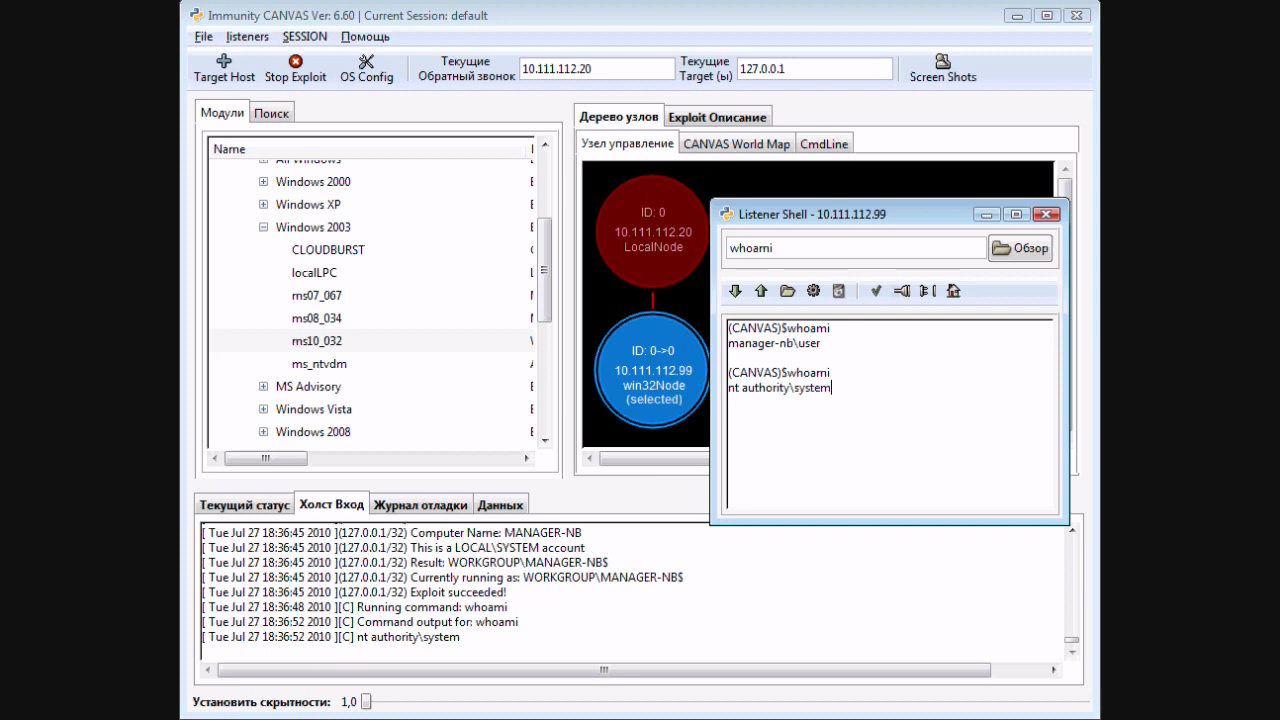 Immunity CANVAS Ver: 6.60 | Current Session: default
File listeners SESSION Помощь
Target Host Stop Exploit OS Config Текущие Обратный звонок 10.111.112.20 Текущие Target (ы) 127.0.0.1 Screen Shots
Модули Поиск
Name
All Windows
Windows 2000
Windows XP
Windows 2003
CLOUDBURST
localLPC
ms07_067
ms08_034
ms10_032
ms_ntvdm
MS Advisory
Windows Vista
Windows 2008
Дерево узлов Exploit Описание
Узел управление CANVAS World Map CmdLine
ID: 0
10.111.112.20
LocalNode
ID: 0->0
10.111.112.99
win32Node
(selected)
Listener Shell - 10.111.112.99
whoami Обзор
(CANVAS)$whoami
manager-nb\user
(CANVAS)$whoami
nt authority\system
Текущий статус Холст Вход Журнал отладки Данных
[ Tue Jul 27 18:36:45 2010 ](127.0.0.1/32) Computer Name: MANAGER-NB
[ Tue Jul 27 18:36:45 2010 ](127.0.0.1/32) This is a LOCAL\SYSTEM account
[ Tue Jul 27 18:36:45 2010 ](127.0.0.1/32) Result: WORKGROUP\MANAGER-NB$
[ Tue Jul 27 18:36:45 2010 ](127.0.0.1/32) Currently running as: WORKGROUP\MANAGER-NB$
[ Tue Jul 27 18:36:45 2010 ](127.0.0.1/32) Exploit succeeded!
[ Tue Jul 27 18:36:48 2010 ][C] Running command: whoami
[ Tue Jul 27 18:36:52 2010 ][C] Command output for: whoami
[ Tue Jul 27 18:36:52 2010 ][C] nt authority\system
Установить скрытности: 1,0